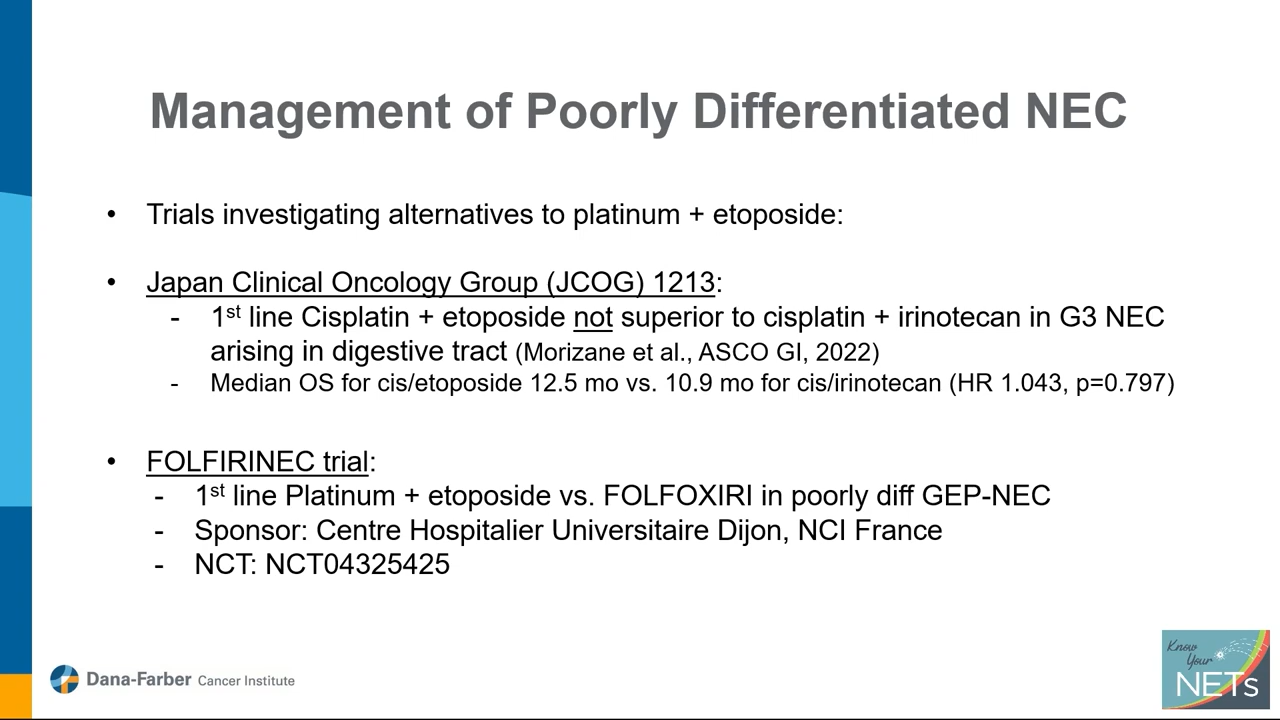 Management of Poorly Differentiated NEC
• Trials investigating alternatives to platinum + etoposide:
• Japan Clinical Oncology Group (JCOG) 1213:
- 1st line Cisplatin + etoposide not superior to cisplatin + irinotecan in G3 NEC
arising in digestive tract (Morizane et al., ASCO GI, 2022)
- Median OS for cis/etoposide 12.5 mo vs. 10.9 mo for cis/irinotecan (HR 1.043, p=0.797)
• FOLFIRINEC trial:
- 1st line Platinum + etoposide vs. FOLFOXIRI in poorly diff GEP-NEC
- Sponsor: Centre Hospitalier Universitaire Dijon, NCI France
- NCT: NCT04325425
Dana-Farber Cancer Institute
Know
Your
NETs